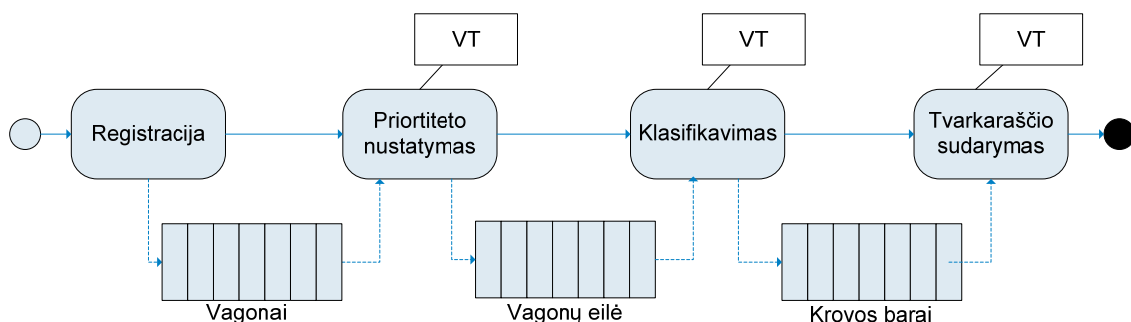 VT
VT
VT
Registracija
Priortiteto
nustatymas
Klasifikavimas
Tvarkaraščio
sudarymas
Vagonai
Vagonų eilė
Krovos barai